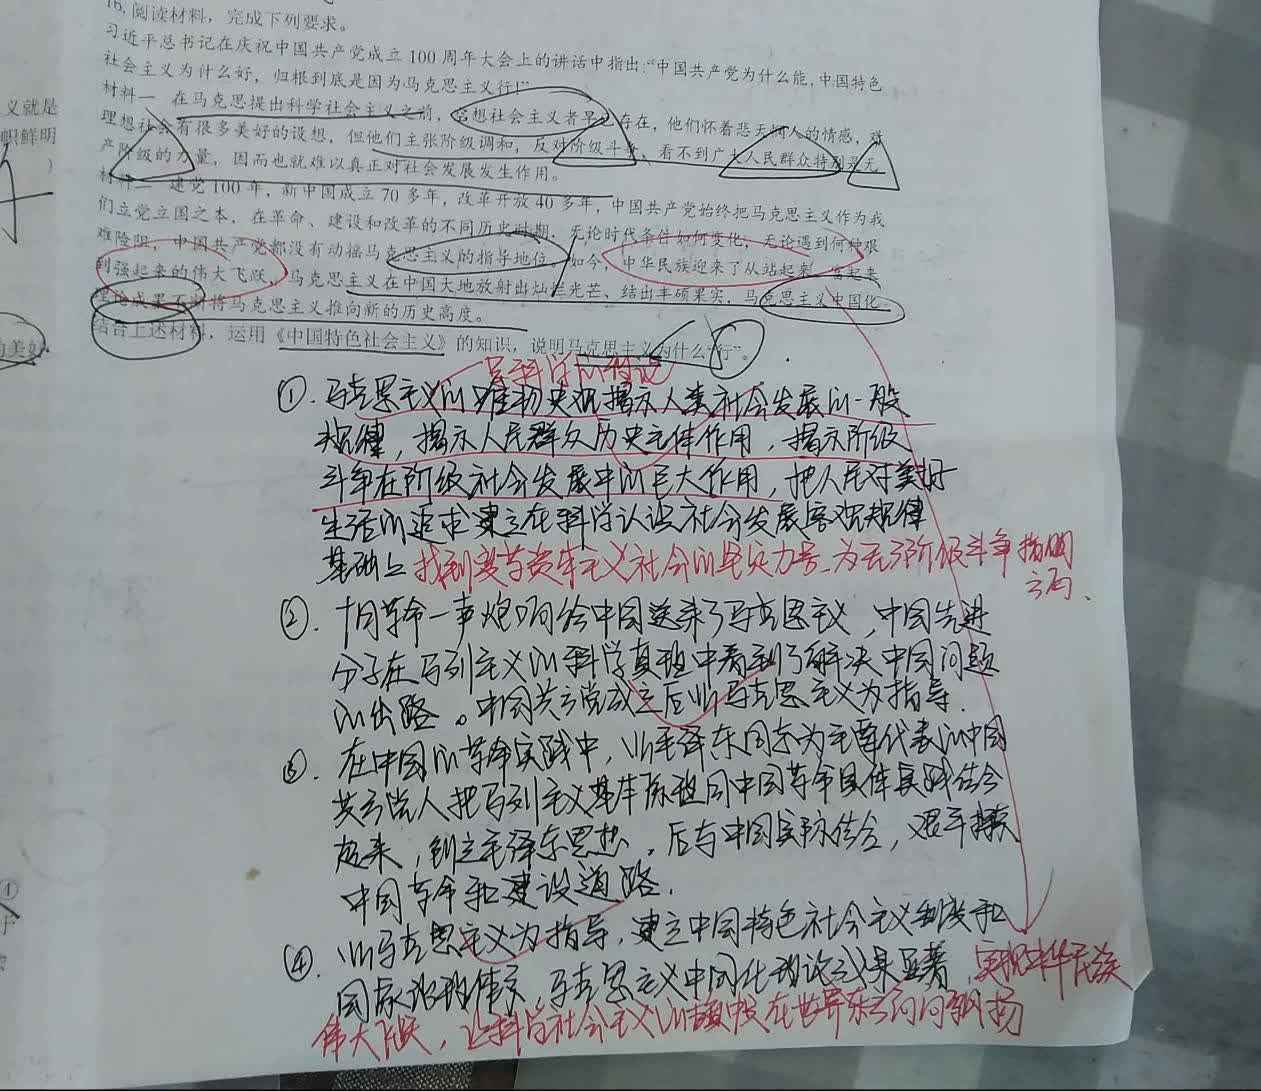 16. 阅读材料，完成下列要求。
习近平总书记在庆祝中国共产党成立 100 周年大会上的讲话中指出：“中国共产党为什么能，中国特色
社会主义为什么好，归根到底是因为马克思主义行！”
材料一 在马克思提出科学社会主义之前，空想社会主义者早已存在，他们怀着悲天悯人的情感，对
理想社会有很多美好的设想，但他们主张阶级调和，反对阶级斗争、看不到广大人民群众特别是无
产阶级的力量，因而也就难以真正对社会发展发生作用。
材料二 建党 100 年，新中国成立 70 多年，改革开放 40 多年，中国共产党始终把马克思主义作为我
们立党立国之本，在革命、建设和改革的不同历史时期，无论时代条件如何变化，无论遇到何种艰
难险阻，中国共产党都没有动摇马克思主义的指导地位。如今，中华民族迎来了从站起来、富起来
到强起来的伟大飞跃，马克思主义在中国大地放射出灿烂光芒、结出丰硕果实，马克思主义中国化
理论成果不断将马克思主义推向新的历史高度。
结合上述材料，运用《中国特色社会主义》的知识，说明马克思主义为什么“行”。
义就是
朝鲜明
）
的美好
是科学的理论
①. 马克思主义的唯物史观揭示人类社会发展的一般
规律，揭示人民群众历史主体作用，揭示阶级
斗争在阶级社会发展中的巨大作用，把人民对美好
生活的追求建立在科学认识社会发展客观规律
基础上 找到变革资本主义社会的现实力量、为无产阶级斗争指明
方向、
②. 十月革命一声炮响给中国送来了马克思主义，中国先进
分子在马列主义的科学真理中看到了解决中国问题
的出路。中国共产党成立后以马克思主义为指导.
③. 在中国的革命实践中，以毛泽东同志为主要代表的中国
共产党人把马列主义基本原理同中国革命具体实践结合
起来，创立毛泽东思想，后与中国实际结合，艰辛探索
中国革命和建设道路.
④. 以马克思主义为指导，建立中国特色社会主义制度和
国家治理体系，马克思主义中国化理论成果显著，实现中华民族
伟大飞跃，让科学社会主义的旗帜在世界东方高高飘扬
①